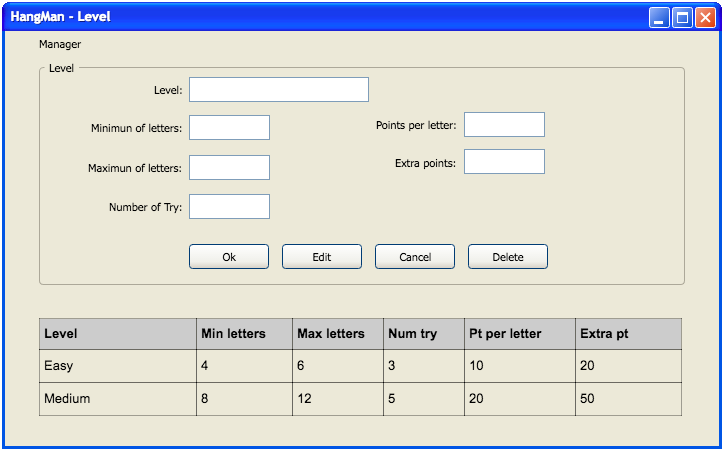 HangMan - Level
Manager
Level
Level:
Minimun of letters:
Points per letter:
Maximun of letters:
Extra points:
Number of Try:
Ok Edit Cancel Delete
Level Min letters Max letters Num try Pt per letter Extra pt
Easy 4 6 3 10 20
Medium 8 12 5 20 50